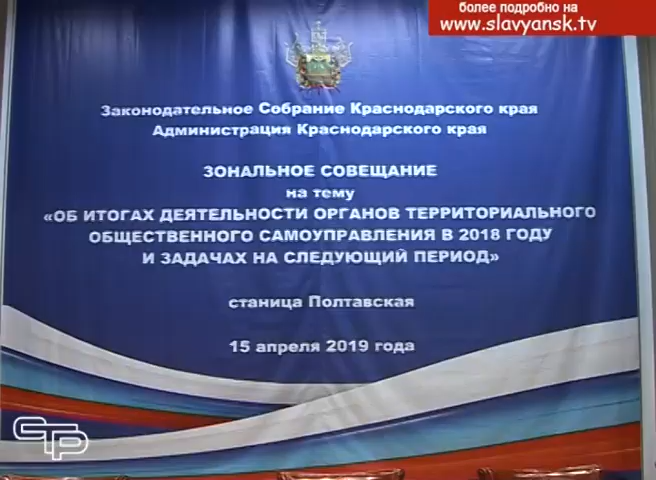 более подробно на
www.slavyansk.tv
Законодательное Собрание Краснодарского края
Администрация Краснодарского края
ЗОНАЛЬНОЕ СОВЕЩАНИЕ
на тему
«ОБ ИТОГАХ ДЕЯТЕЛЬНОСТИ ОРГАНОВ ТЕРРИТОРИАЛЬНОГО
ОБЩЕСТВЕННОГО САМОУПРАВЛЕНИЯ В 2018 ГОДУ
И ЗАДАЧАХ НА СЛЕДУЮЩИЙ ПЕРИОД»
станица Полтавская
15 апреля 2019 года
СТР